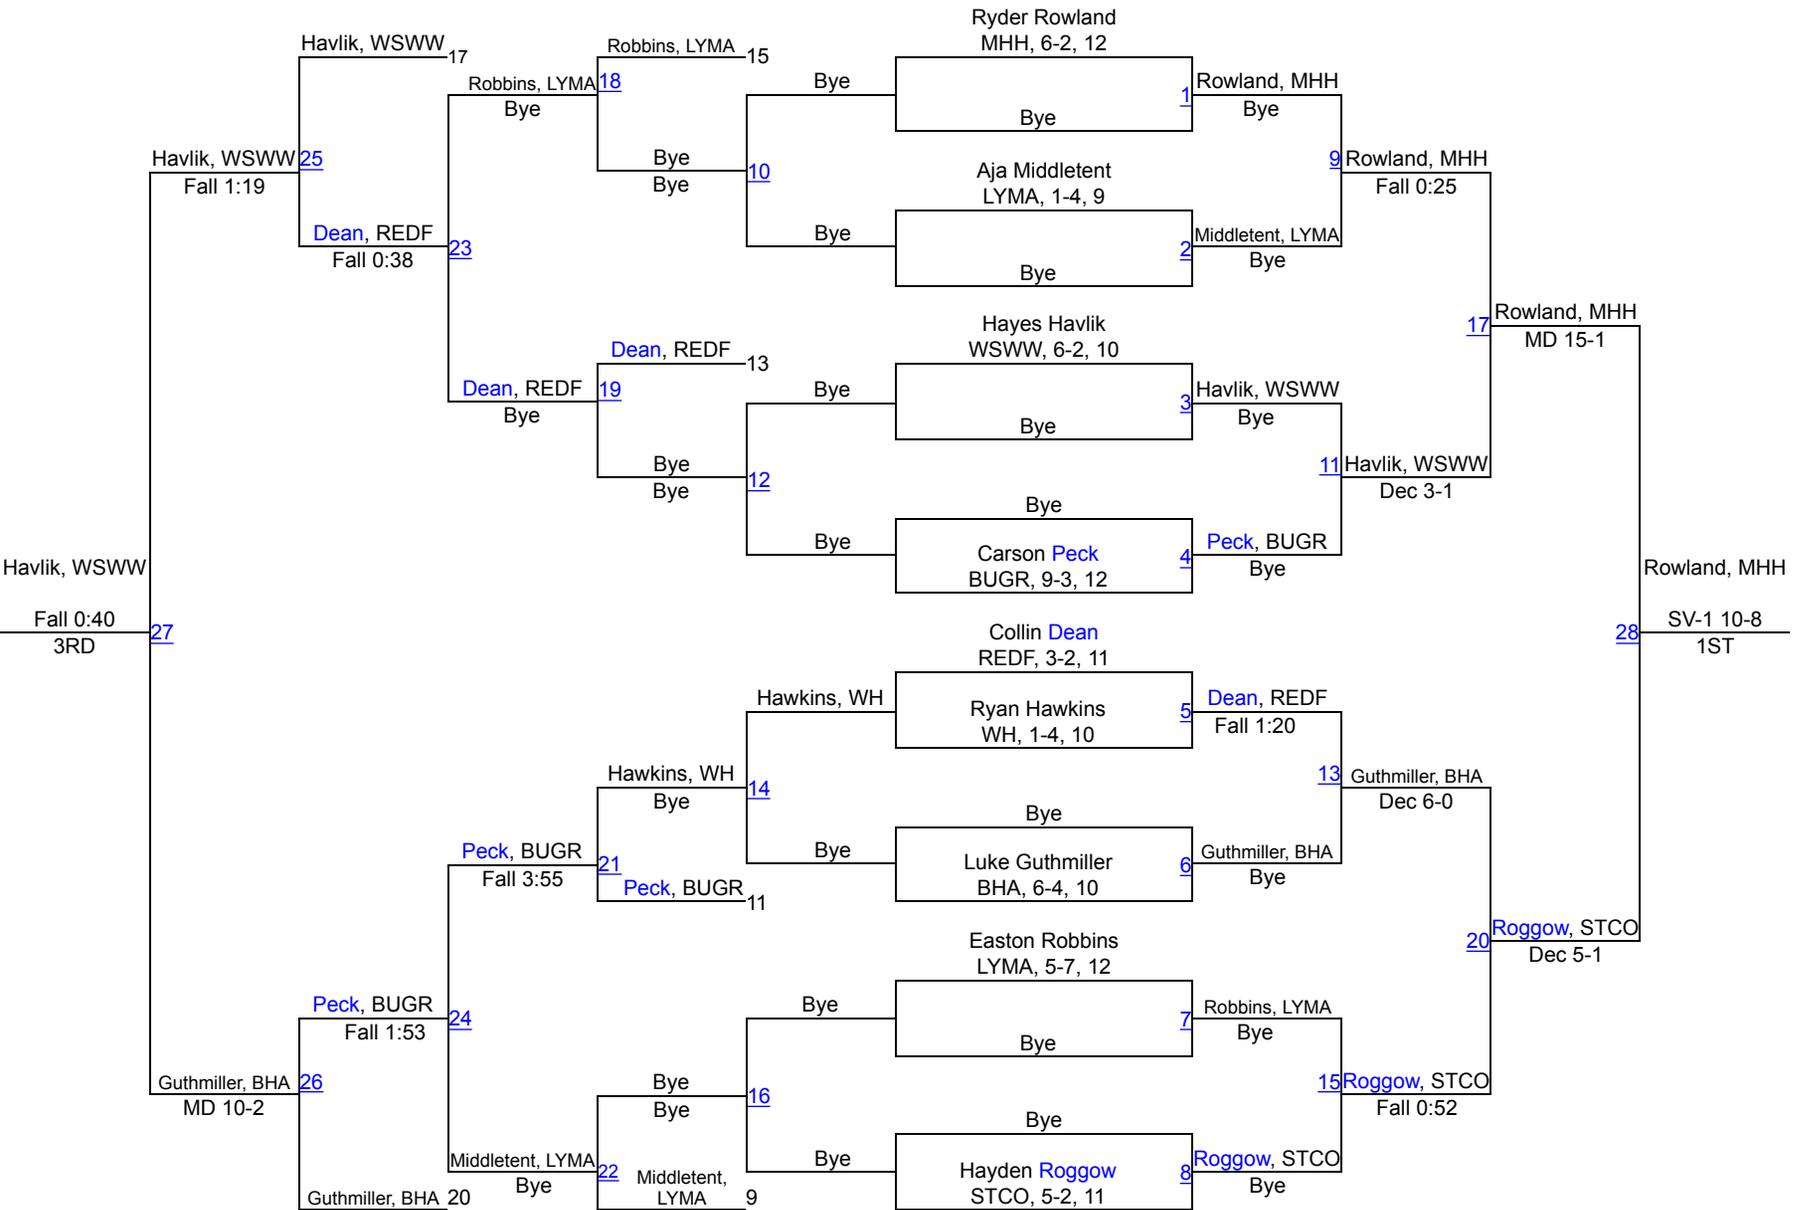 Ryder Rowland
MHH, 6-2, 12
Bye
1
Aja Middletent
LYMA, 1-4, 9
Bye
2
Hayes Havlik
WSWW, 6-2, 10
Bye
3
Bye
Carson Peck
BUGR, 9-3, 12
4
Collin Dean
REDF, 3-2, 11
Ryan Hawkins
WH, 1-4, 10
5
Bye
Luke Guthmiller
BHA, 6-4, 10
6
Easton Robbins
LYMA, 5-7, 12
Bye
7
Bye
Hayden Roggow
STCO, 5-2, 11
8
Rowland, MHH
Bye
9
Middletent, LYMA
Bye
Havlik, WSWW
Bye
11
Peck, BUGR
Bye
Dean, REDF
Fall 1:20
13
Guthmiller, BHA
Bye
Robbins, LYMA
Bye
15
Roggow, STCO
Bye
Rowland, MHH
Fall 0:25
17
Havlik, WSWW
Dec 3-1
Guthmiller, BHA
Dec 6-0
20
Roggow, STCO
Fall 0:52
Rowland, MHH
MD 15-1
28
Roggow, STCO
Dec 5-1
Rowland, MHH
SV-1 10-8
1ST
Bye
10
Bye
Bye
12
Bye
Hawkins, WH
14
Bye
Bye
16
Bye
Robbins, LYMA
15
18
Bye
Bye
Dean, REDF
13
19
Bye
Bye
Hawkins, WH
Bye
21
Peck, BUGR
11
Bye
Bye
22
Middletent,
LYMA
9
Robbins, LYMA
Bye
23
Dean, REDF
Bye
Peck, BUGR
Fall 3:55
24
Middletent, LYMA
Bye
Havlik, WSWW
17
25
Dean, REDF
Fall 0:38
Peck, BUGR
Fall 1:53
26
Guthmiller, BHA
20
Havlik, WSWW
Fall 1:19
27
Guthmiller, BHA
MD 10-2
Havlik, WSWW
Fall 0:40
3RD